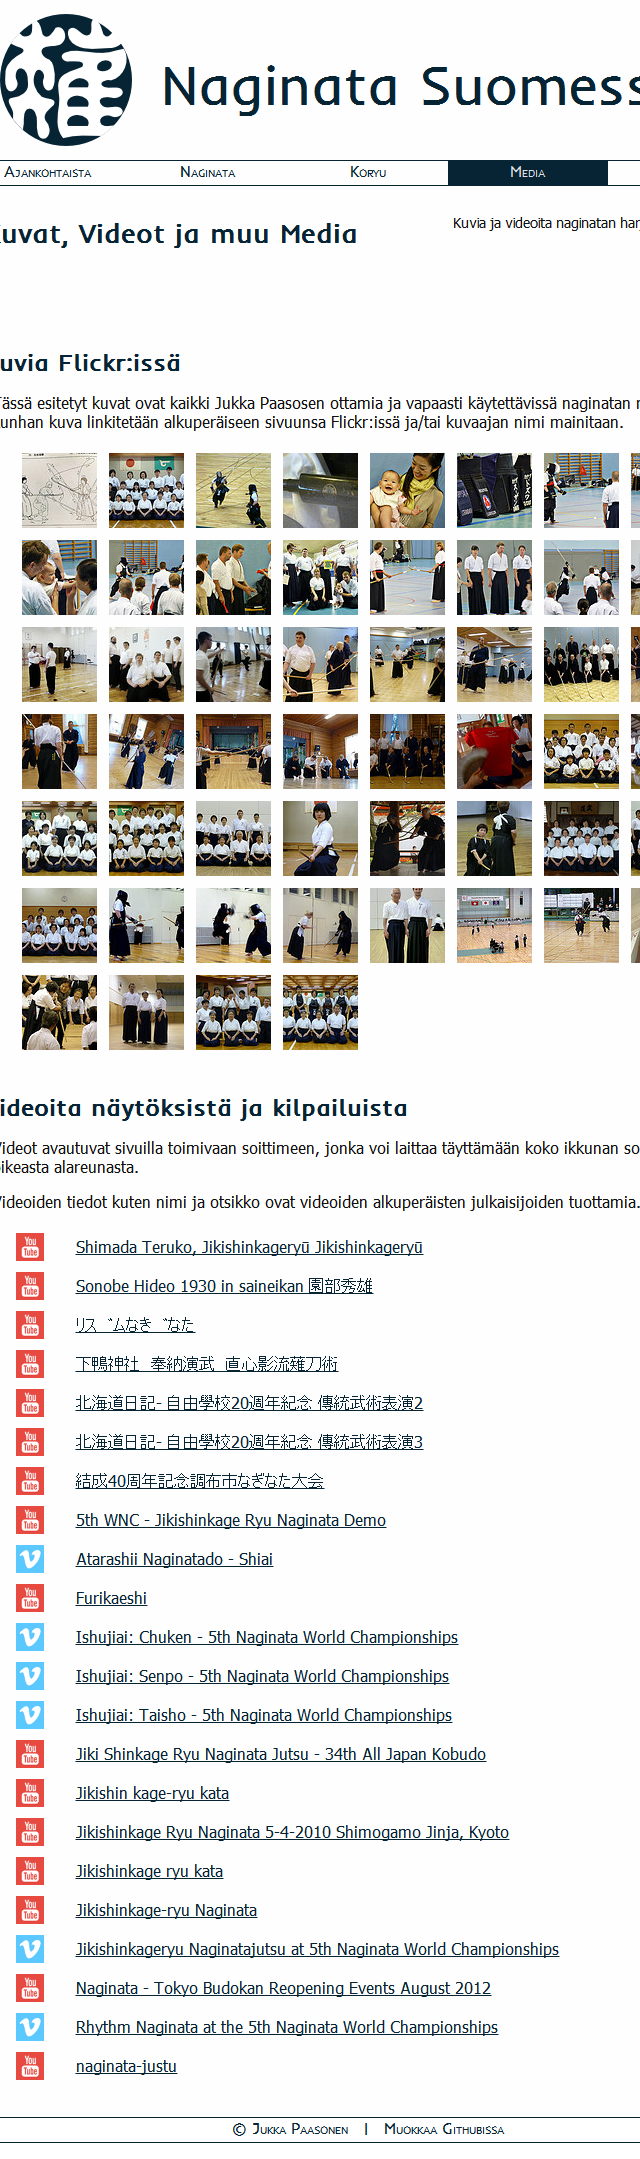 Naginata Suomess
Ajankohtaista Naginata Koryu Media
uvat, Videot ja muu Media
Kuvia ja videoita naginatan har
uvia Flickr:issä
Tässä esitetyt kuvat ovat kaikki Jukka Paasosen ottamia ja vapaasti käytettävissä naginatan
unhan kuva linkitetään alkuperäiseen sivuunsa Flickr:issä ja/tai kuvaajan nimi mainitaan.
ideoita näytöksistä ja kilpailuista
Videot avautuvat sivuilla toimivaan soittimeen, jonka voi laittaa täyttämään koko ikkunan so
oikeasta alareunasta.
Videoiden tiedot kuten nimi ja otsikko ovat videoiden alkuperäisten julkaisijoiden tuottamia.
You Tube Shimada Teruko, Jikishinkageryū Jikishinkageryū
You Tube Sonobe Hideo 1930 in saineikan 園部秀雄
You Tube リズムなぎなた
You Tube 下鴨神社 奉納演武 直心影流薙刀術
You Tube 北海道日記- 自由學校20週年紀念 傳統武術表演2
You Tube 北海道日記- 自由學校20週年紀念 傳統武術表演3
You Tube 結成40周年記念調布市なぎなた大会
You Tube 5th WNC - Jikishinkage Ryu Naginata Demo
Atarashii Naginatado - Shiai
You Tube Furikaeshi
Ishujiai: Chuken - 5th Naginata World Championships
Ishujiai: Senpo - 5th Naginata World Championships
Ishujiai: Taisho - 5th Naginata World Championships
You Tube Jiki Shinkage Ryu Naginata Jutsu - 34th All Japan Kobudo
You Tube Jikishin kage-ryu kata
You Tube Jikishinkage Ryu Naginata 5-4-2010 Shimogamo Jinja, Kyoto
You Tube Jikishinkage ryu kata
You Tube Jikishinkage-ryu Naginata
Jikishinkageryu Naginatajutsu at 5th Naginata World Championships
You Tube Naginata - Tokyo Budokan Reopening Events August 2012
Rhythm Naginata at the 5th Naginata World Championships
You Tube naginata-justu
© Jukka Paasonen | Muokkaa Githubissa